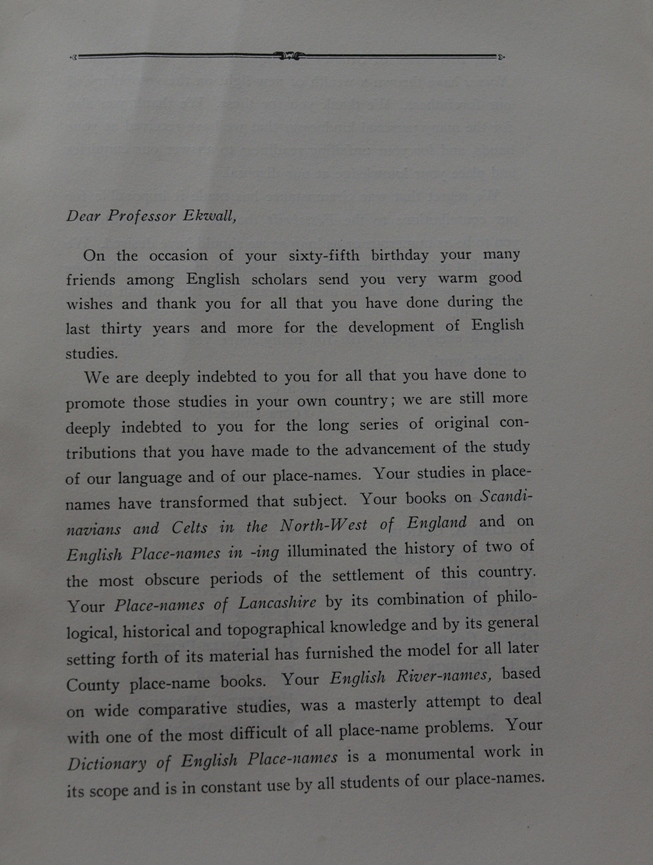 Dear Professor Ekwall,
On the occasion of your sixty-fifth birthday your many
friends among English scholars send you very warm good
wishes and thank you for all that you have done during the
last thirty years and more for the development of English
studies.
We are deeply indebted to you for all that you have done to
promote those studies in your own country; we are still more
deeply indebted to you for the long series of original con-
tributions that you have made to the advancement of the study
of our language and of our place-names. Your studies in place-
names have transformed that subject. Your books on Scandi-
navians and Celts in the North-West of England and on
English Place-names in -ing illuminated the history of two of
the most obscure periods of the settlement of this country.
Your Place-names of Lancashire by its combination of philo-
logical, historical and topographical knowledge and by its general
setting forth of its material has furnished the model for all later
County place-name books. Your English River-names, based
on wide comparative studies, was a masterly attempt to deal
with one of the most difficult of all place-name problems. Your
Dictionary of English Place-names is a monumental work in
its scope and is in constant use by all students of our place-names.